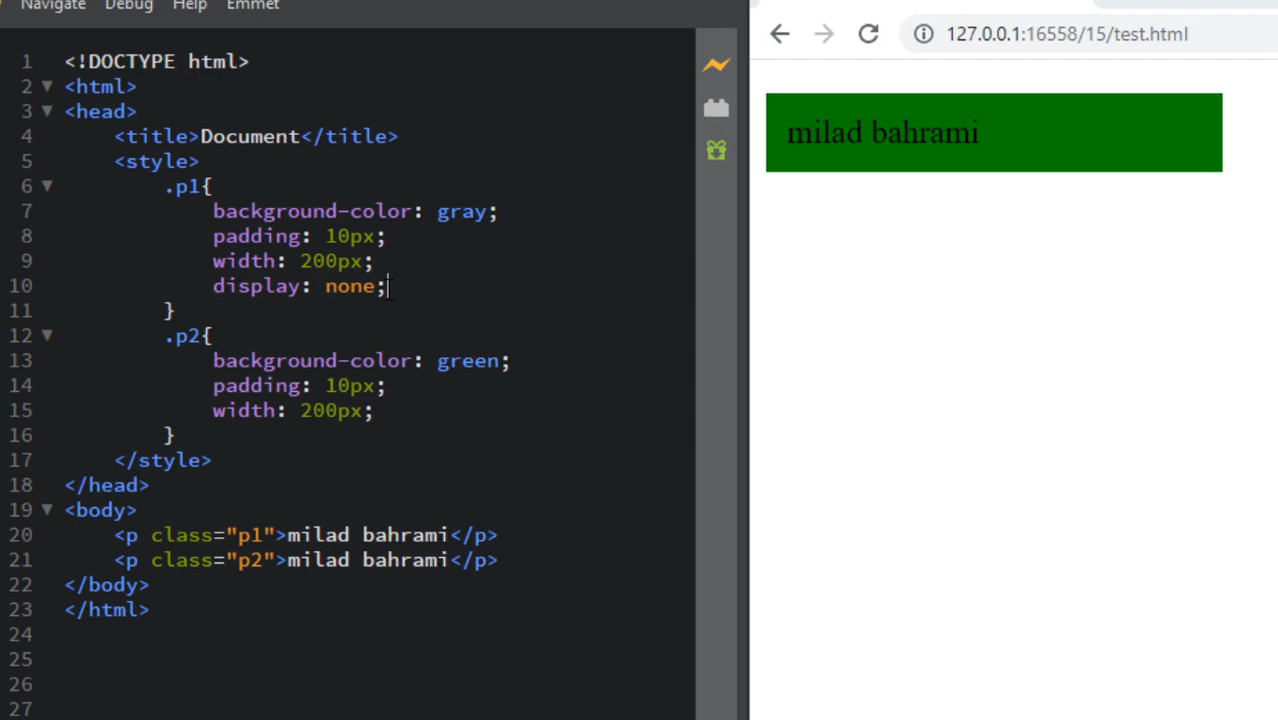 Navigate Debug Help Emmet
127.0.0.1:16558/15/test.html
1 <!DOCTYPE html>
2 <html>
3 <head>
4 <title>Document</title>
5 <style>
6 .p1{
7 background-color: gray;
8 padding: 10px;
9 width: 200px;
10 display: none;
11 }
12 .p2{
13 background-color: green;
14 padding: 10px;
15 width: 200px;
16 }
17 </style>
18 </head>
19 <body>
20 <p class="p1">milad bahrami</p>
21 <p class="p2">milad bahrami</p>
22 </body>
23 </html>
24
25
26
27
milad bahrami